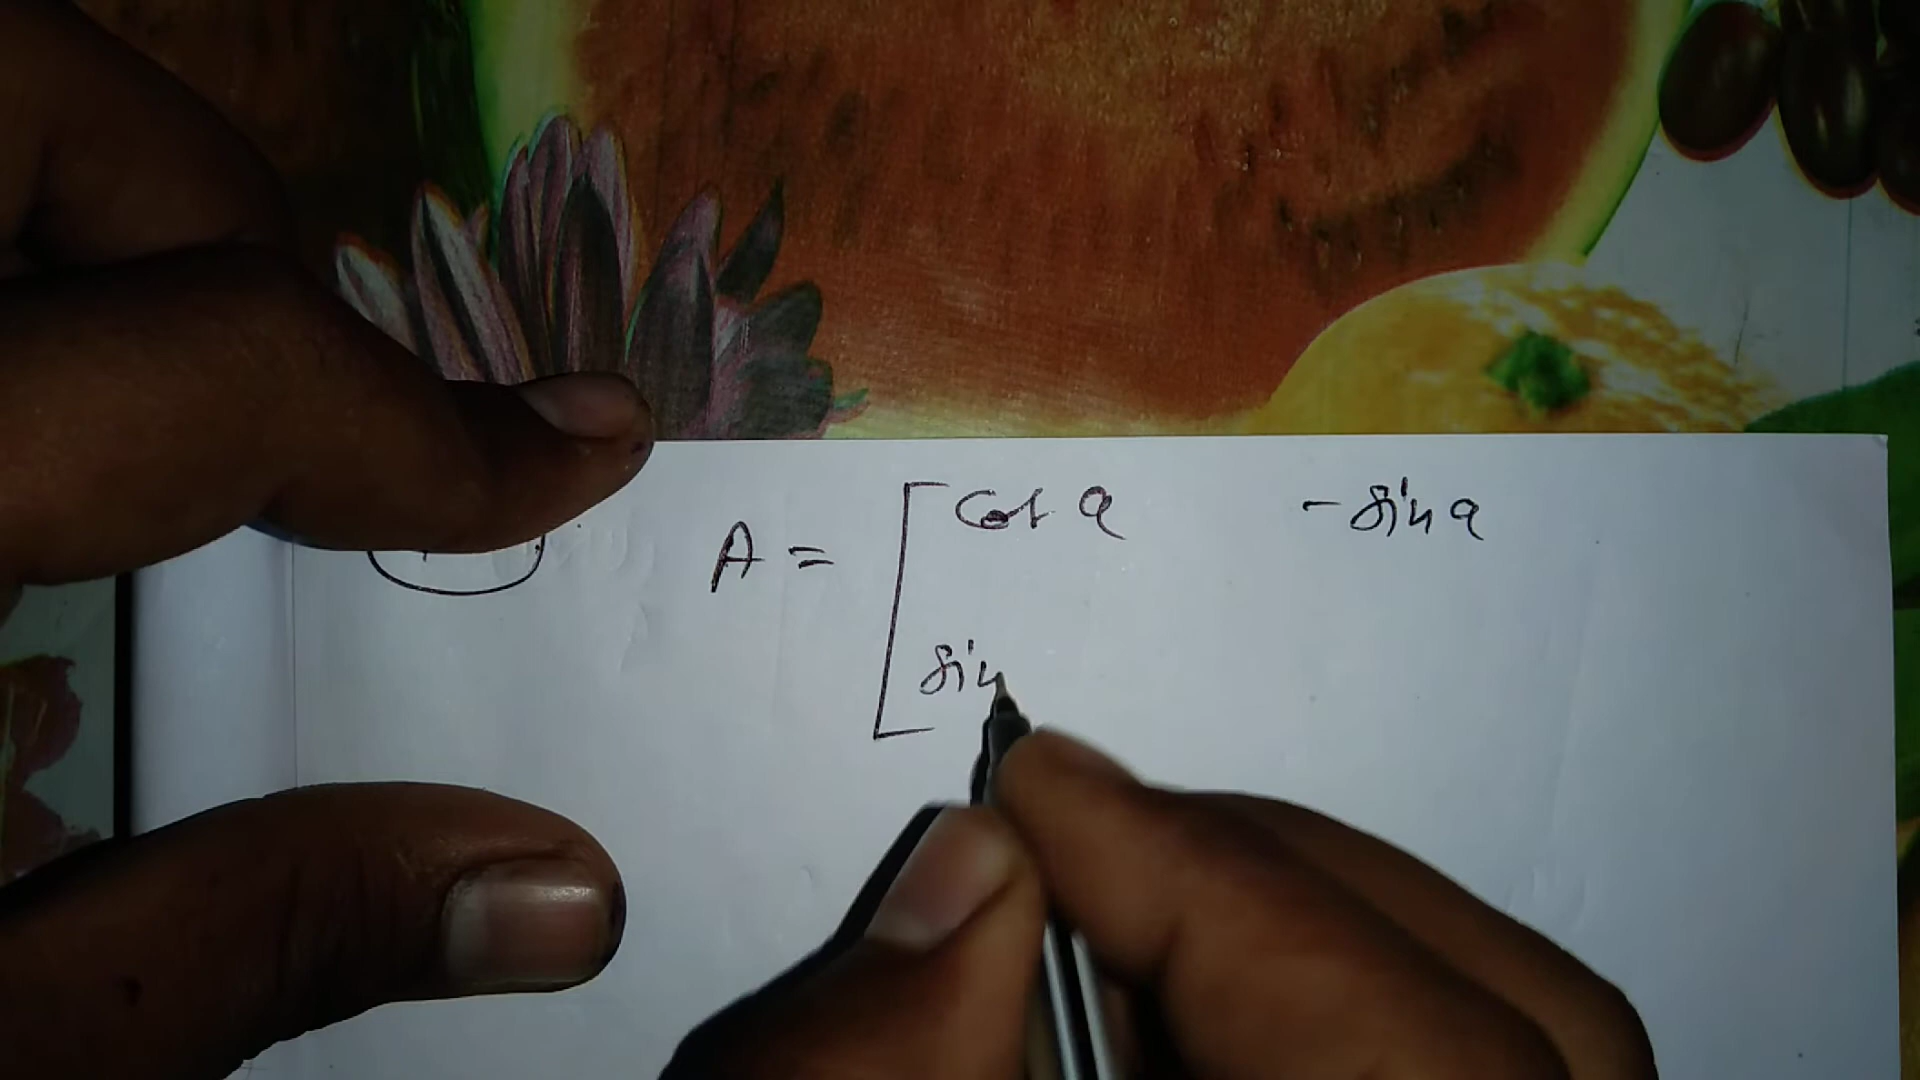 A = [ cos a - sin a
sin